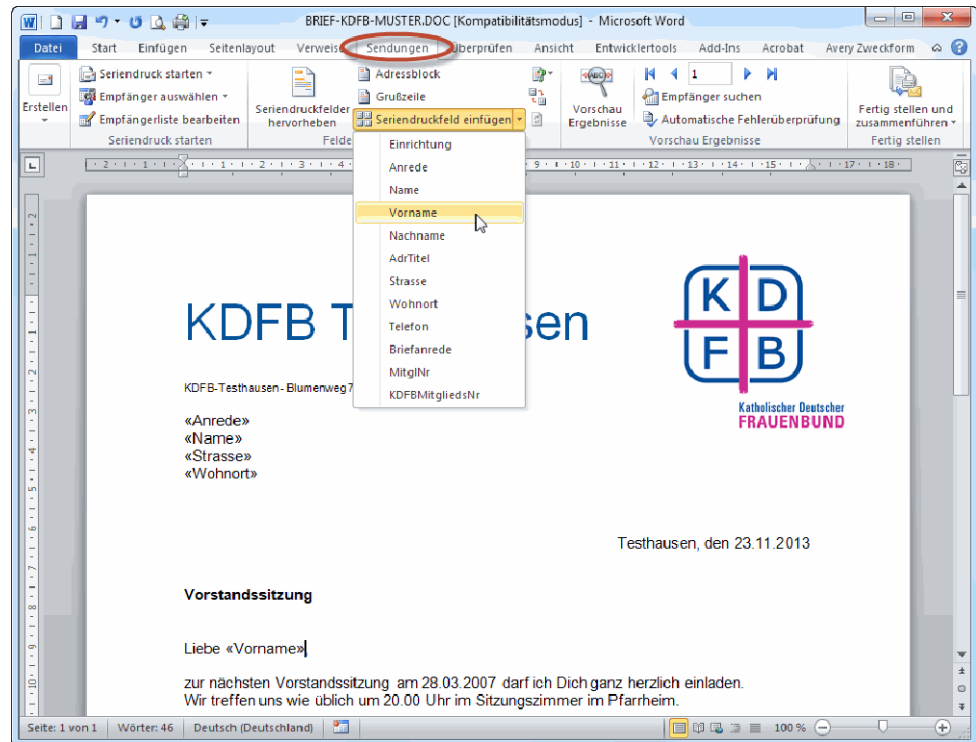 BRIEF-KDFB-MUSTER.DOC [Kompatibilitätsmodus] - Microsoft Word
Datei Start Einfügen Seitenlayout Verweise Sendungen Überprüfen Ansicht Entwicklertools Add-Ins Acrobat Avery Zweckform
Erstellen
Seriendruck starten
Empfänger auswählen
Empfängerliste bearbeiten
Seriendruck starten
Seriendruckfelder
hervorheben
Adressblock
Grußzeile
Seriendruckfeld einfügen
Felde
Vorschau
Ergebnisse
1
Empfänger suchen
Automatische Fehlerüberprüfung
Vorschau Ergebnisse
Fertig stellen und
zusammenführen
Fertig stellen
Einrichtung
Anrede
Name
Vorname
Nachname
AdrTitel
Strasse
Wohnort
Telefon
Briefanrede
MitglNr
KDFBMitgliedsNr
KDFB T sen
K D
F B
Katholischer Deutscher
FRAUENBUND
KDFB-Testhausen - Blumenweg 7
«Anrede»
«Name»
«Strasse»
«Wohnort»
Testhausen, den 23.11.2013
Vorstandssitzung
Liebe «Vorname»
zur nächsten Vorstandssitzung am 28.03.2007 darf ich Dich ganz herzlich einladen.
Wir treffen uns wie üblich um 20.00 Uhr im Sitzungszimmer im Pfarrheim.
Seite: 1 von 1 Wörter: 46 Deutsch (Deutschland) 100 %